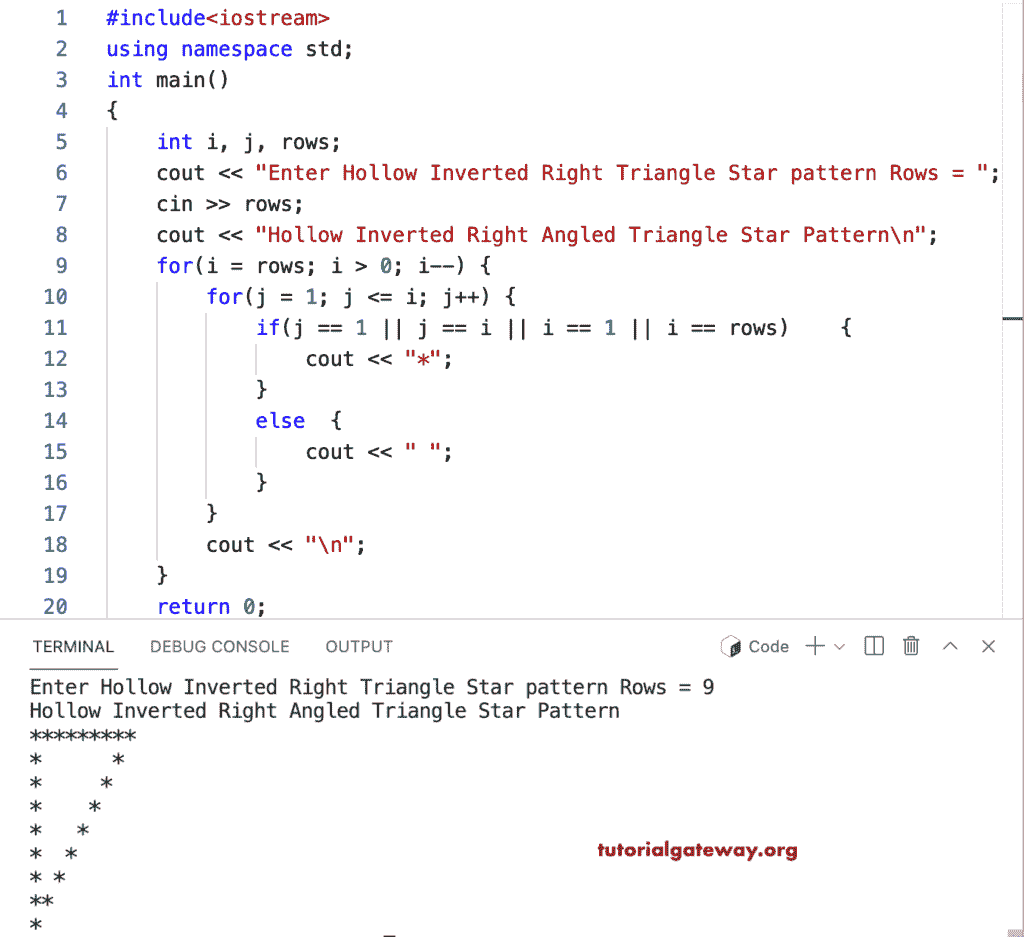 1 #include<iostream>
2 using namespace std;
3 int main()
4 {
5     int i, j, rows;
6     cout << "Enter Hollow Inverted Right Triangle Star pattern Rows = ";
7     cin >> rows;
8     cout << "Hollow Inverted Right Angled Triangle Star Pattern\n";
9     for(i = rows; i > 0; i--) {
10         for(j = 1; j <= i; j++) {
11             if(j == 1 || j == i || i == 1 || i == rows)    {
12                 cout << "*";
13             }
14             else  {
15                 cout << " ";
16             }
17         }
18         cout << "\n";
19     }
20     return 0;
TERMINAL DEBUG CONSOLE OUTPUT Code
Enter Hollow Inverted Right Triangle Star pattern Rows = 9
Hollow Inverted Right Angled Triangle Star Pattern
*********
*      *
*     *
*    *
*   *
*  *
* *
**
*
tutorialgateway.org